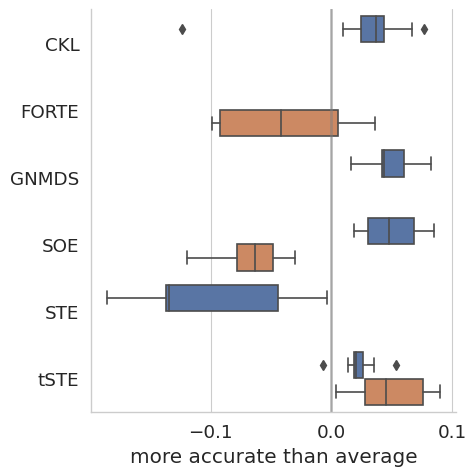 CKL
FORTE
GNMDS
SOE
STE
tSTE
−0.1 0.0 0.1
more accurate than average